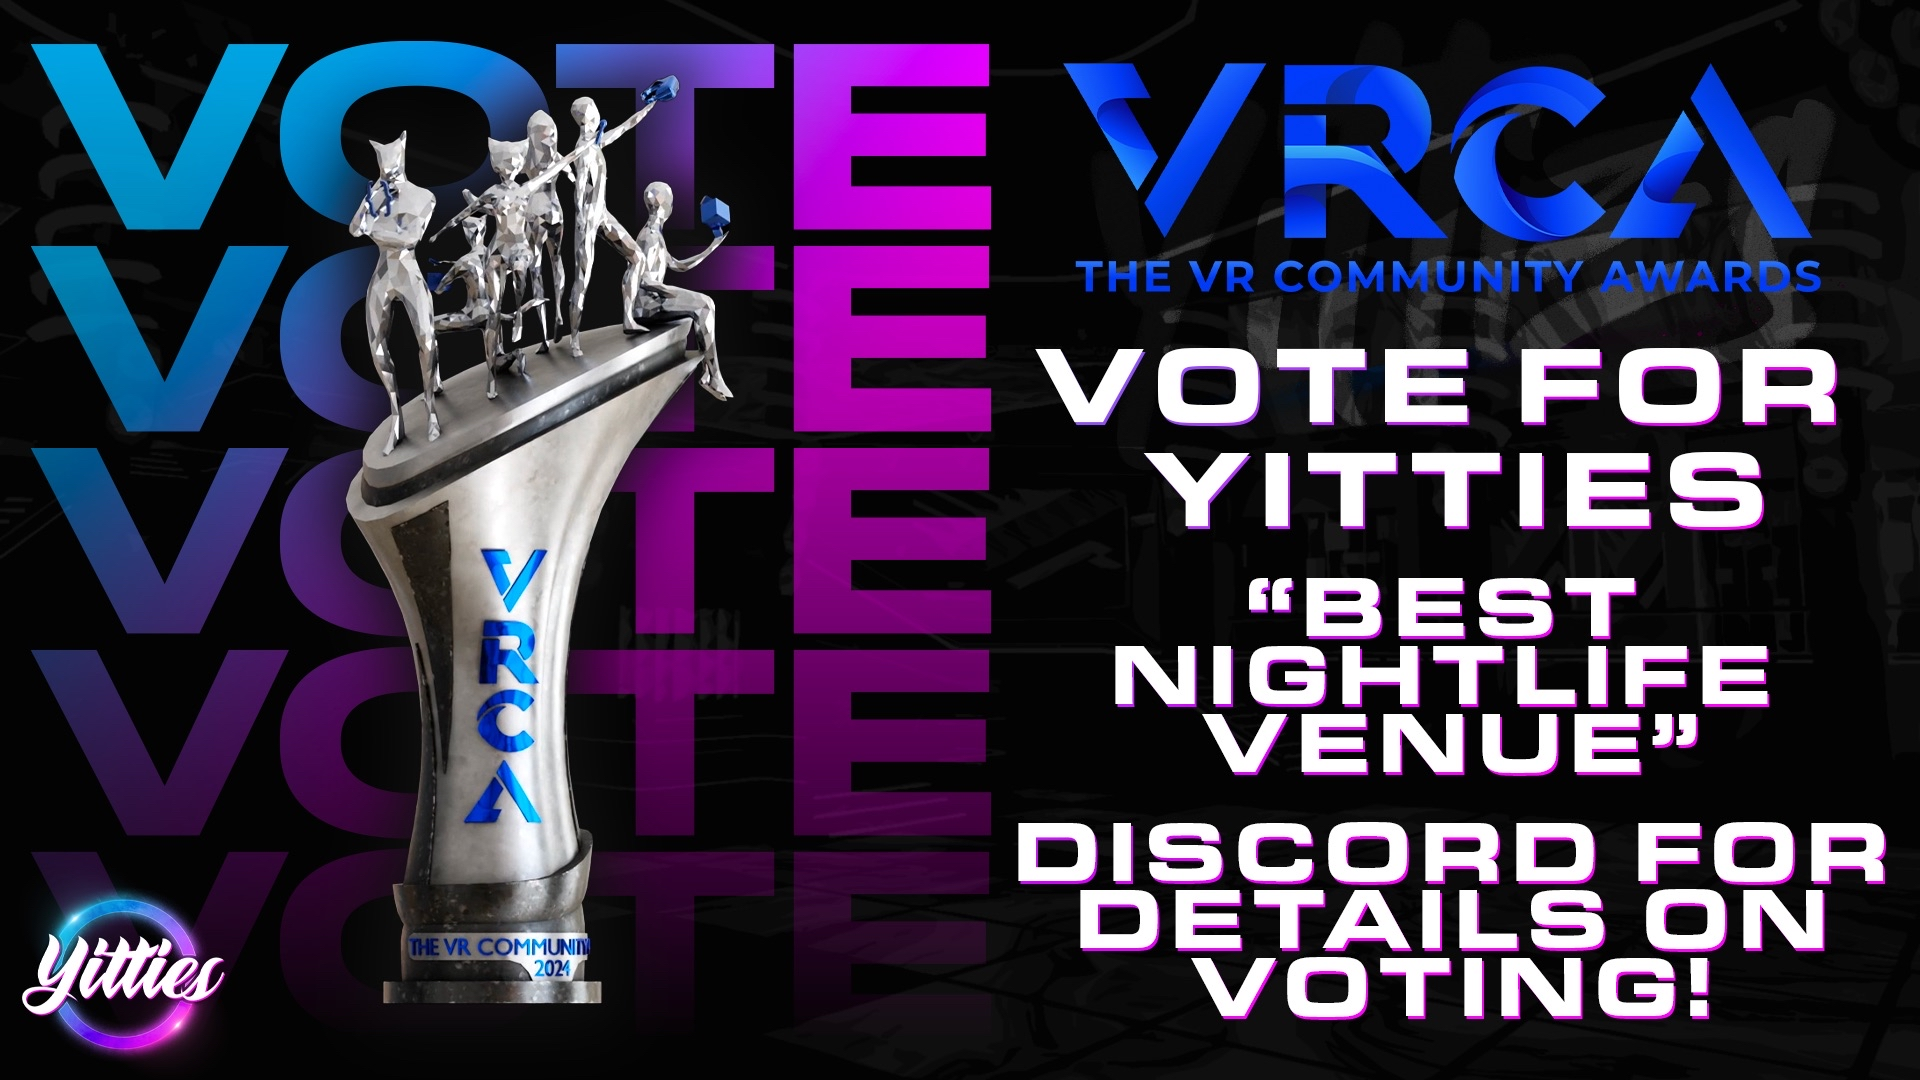 VOTE
VOTE
VOTE
VOTE
VOTE
VRCA
THE VR COMMUNITY
2024
Yitties
VRCA
THE VR COMMUNITY AWARDS
VOTE FOR
YITTIES
“BEST
NIGHTLIFE
VENUE”
DISCORD FOR
DETAILS ON
VOTING!